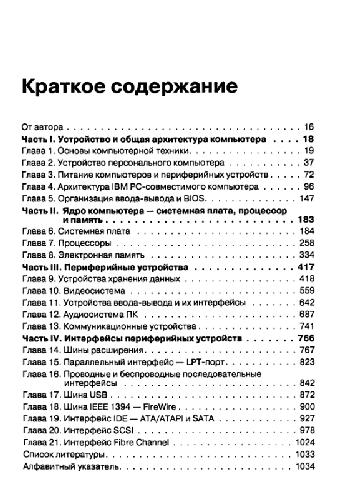 Краткое содержание
От автора . . . . . . . . . . . . . . . . . . . . . . . . . . . . . . 16
Часть I. Устройство и общая архитектура компьютера . . . . 18
Глава 1. Основы компьютерной техники. . . . . . . . . . . . . . . . 19
Глава 2. Устройство персонального компьютера . . . . . . . . . . . 37
Глава 3. Питание компьютеров и периферийных устройств . . . . 72
Глава 4. Архитектура IBM PC-совместимого компьютера . . . . . 96
Глава 5. Организация ввода-вывода и BIOS. . . . . . . . . . . . . 147
Часть II. Ядро компьютера — системная плата, процессор
и память. . . . . . . . . . . . . . . . . . . . . . . . . . . 183
Глава 6. Системная плата . . . . . . . . . . . . . . . . . . . . . . 184
Глава 7. Процессоры . . . . . . . . . . . . . . . . . . . . . . . . 258
Глава 8. Электронная память . . . . . . . . . . . . . . . . . . . . 334
Часть III. Периферийные устройства . . . . . . . . . . . . . . . 417
Глава 9. Устройства хранения данных . . . . . . . . . . . . . . . . 418
Глава 10. Видеосистема . . . . . . . . . . . . . . . . . . . . . . . 559
Глава 11. Устройства ввода-вывода и их интерфейсы . . . . . . . 642
Глава 12. Аудиосистема ПК . . . . . . . . . . . . . . . . . . . . . 687
Глава 13. Коммуникационные устройства . . . . . . . . . . . . . . 741
Часть IV. Интерфейсы периферийных устройств . . . . . . . . 766
Глава 14. Шины расширения. . . . . . . . . . . . . . . . . . . . . 767
Глава 15. Параллельный интерфейс — LPT-порт. . . . . . . . . . . 823
Глава 16. Проводные и беспроводные последовательные
интерфейсы . . . . . . . . . . . . . . . . . . . . . . . . 842
Глава 17. Шина USB . . . . . . . . . . . . . . . . . . . . . . . . 872
Глава 18. Шина IEEE 1394 — FireWire . . . . . . . . . . . . . . . . 900
Глава 19. Интерфейс IDE — ATA/ATAPI и SATA . . . . . . . . . . . 927
Глава 20. Интерфейс SCSI . . . . . . . . . . . . . . . . . . . . . 978
Глава 21. Интерфейс Fibre Channel . . . . . . . . . . . . . . . . 1024
Список литературы. . . . . . . . . . . . . . . . . . . . . . . . . 1033
Алфавитный указатель . . . . . . . . . . . . . . . . . . . . . . . 1034